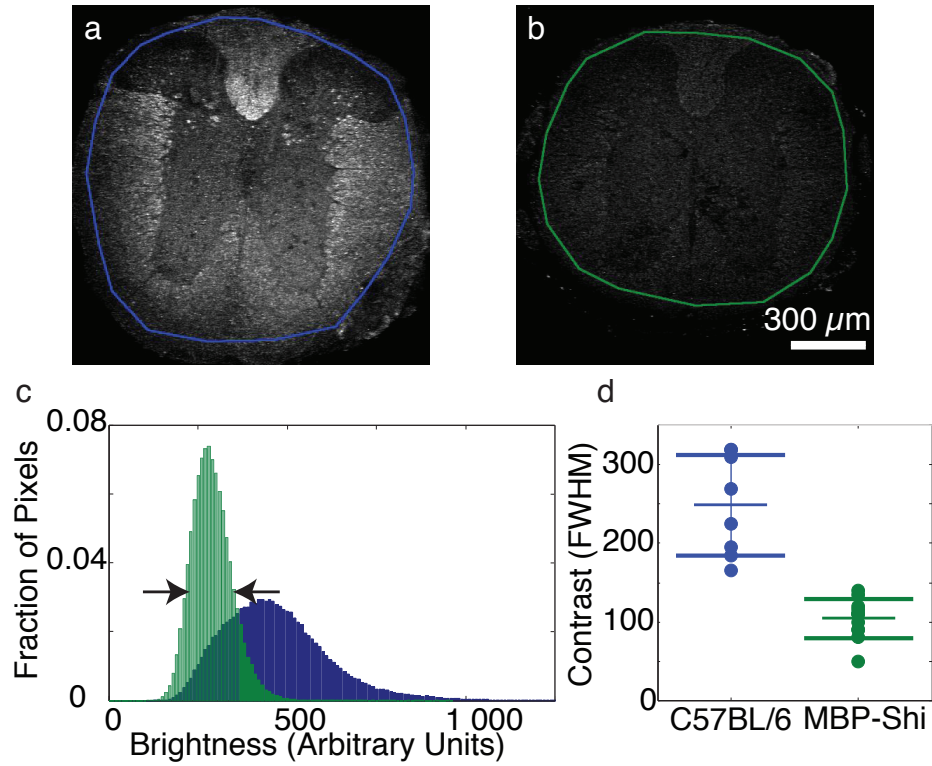 a
b
300 µm
c
d
Fraction of Pixels
0.08
0.04
0
0
500
1 000
Brightness (Arbitrary Units)
Contrast (FWHM)
300
200
100
0
C57BL/6
MBP-Shi